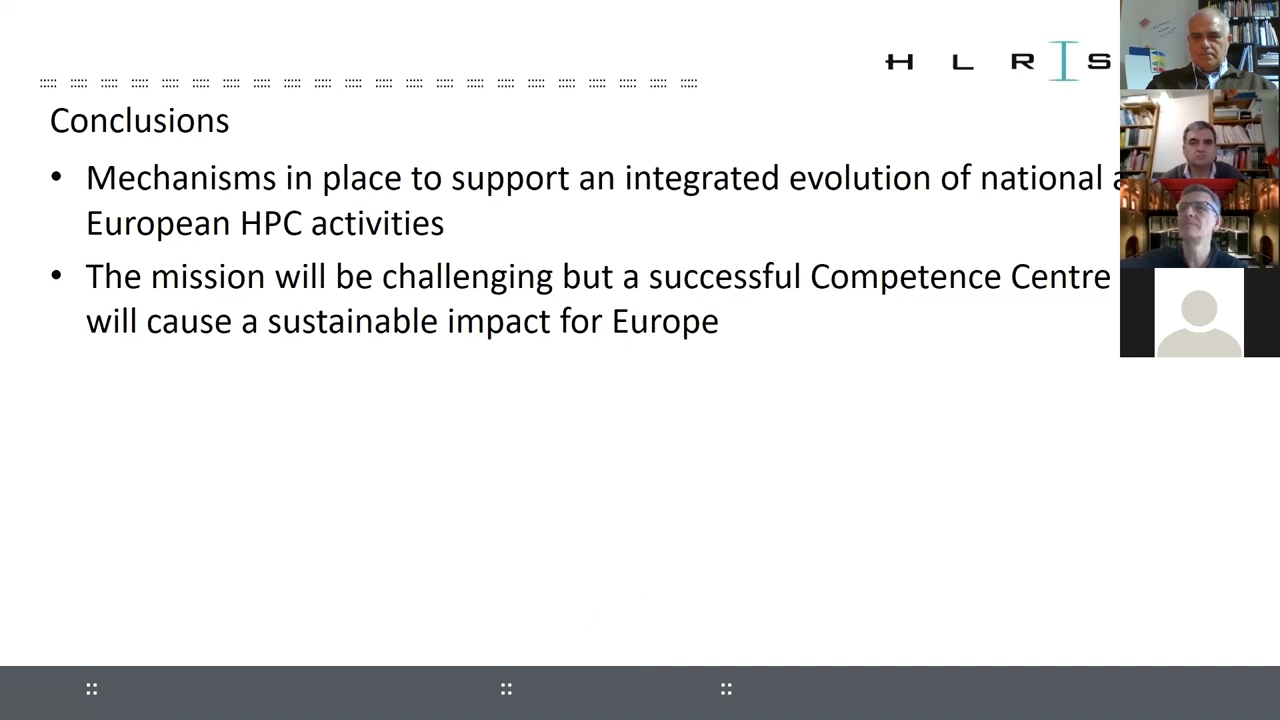 H L R I S
Conclusions
• Mechanisms in place to support an integrated evolution of national
European HPC activities
• The mission will be challenging but a successful Competence Centre
will cause a sustainable impact for Europe